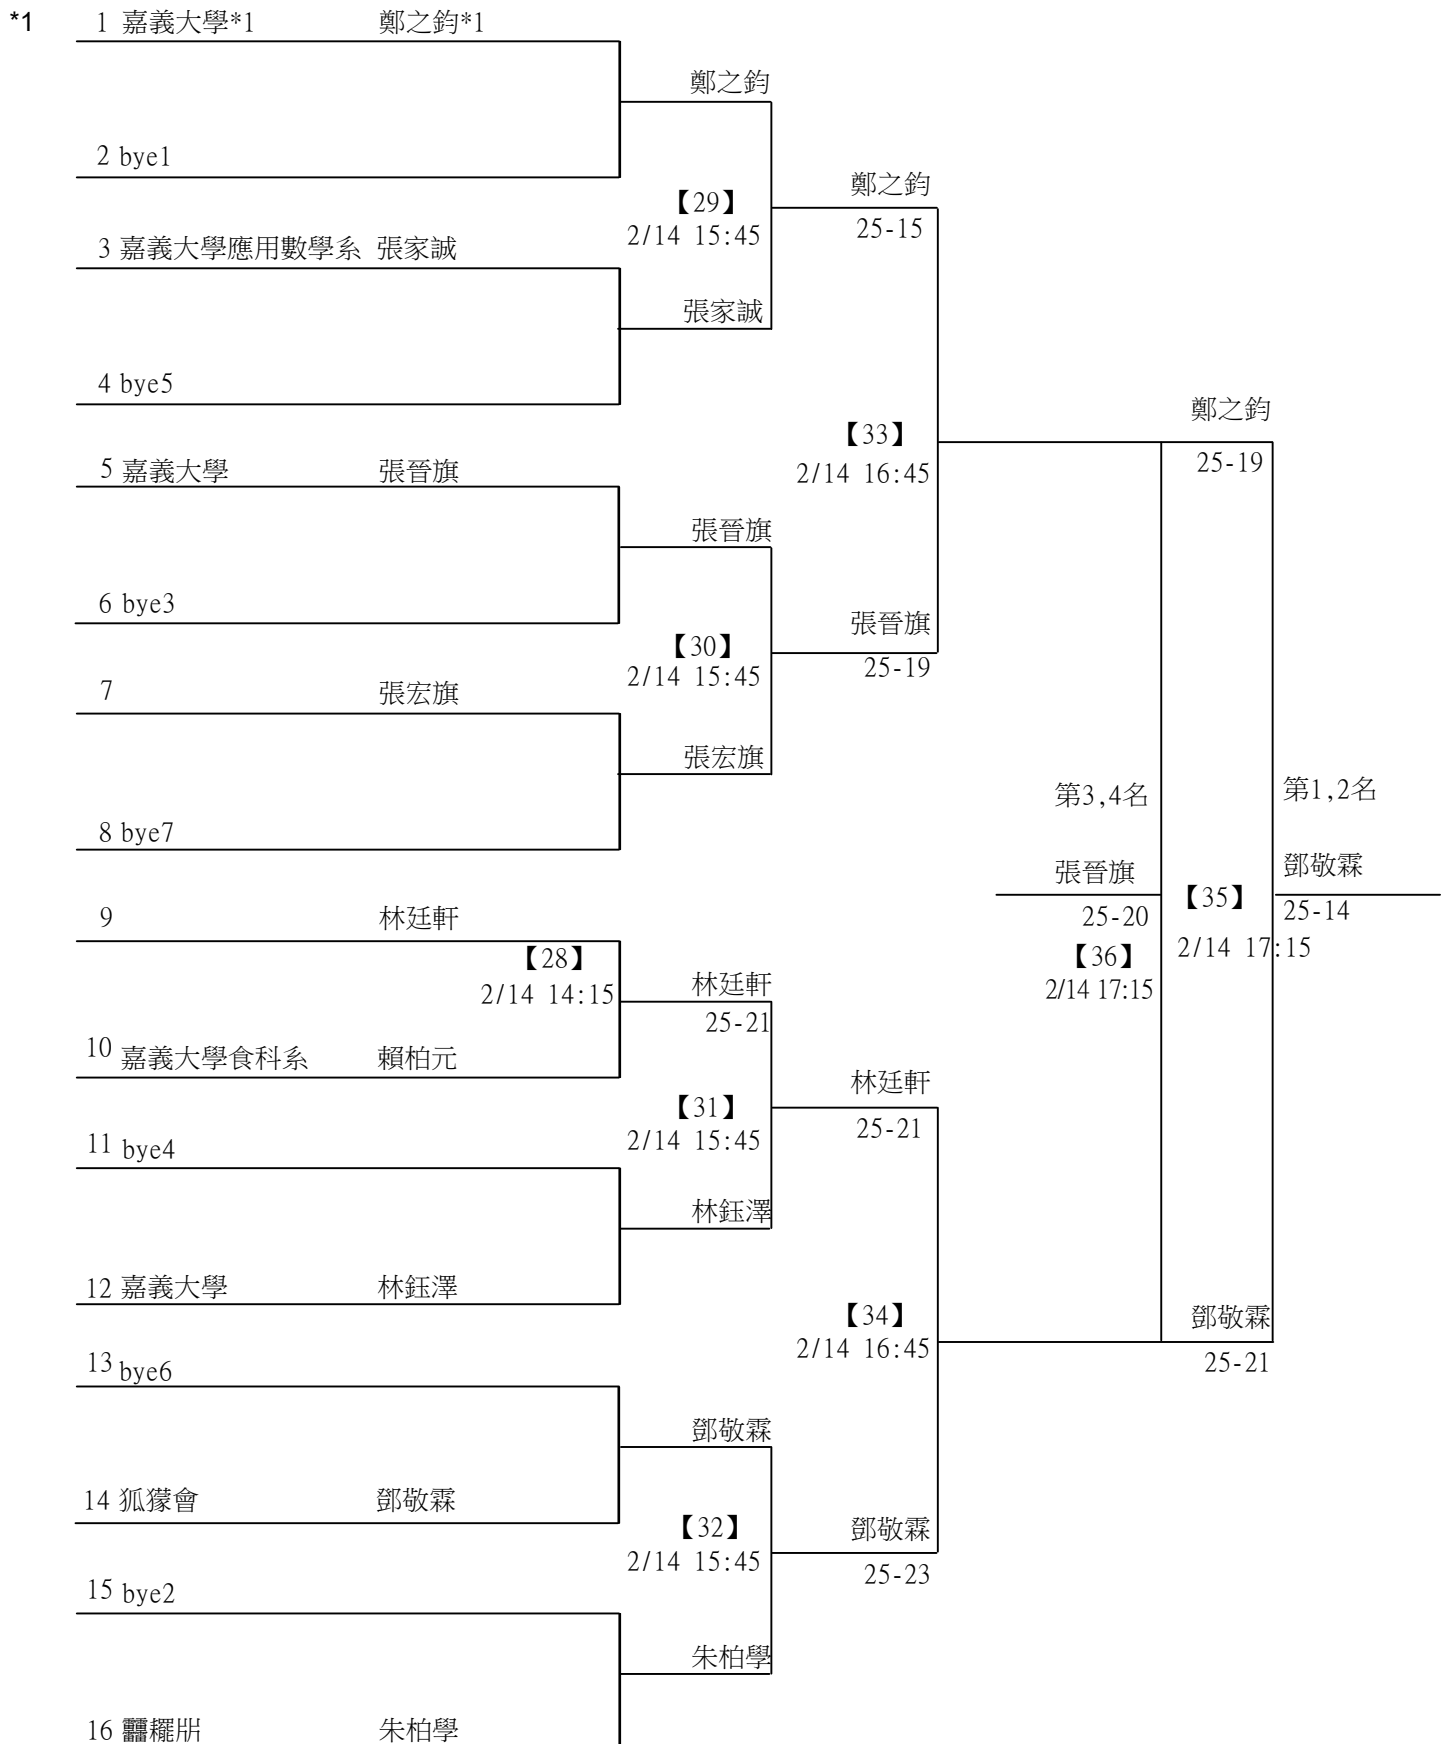 *1
1 嘉義大學*1 鄭之鈞*1
鄭之鈞
2 bye1
鄭之鈞
【29】
25-15
2/14 15:45
3 嘉義大學應用數學系 張家誠
張家誠
4 bye5
鄭之鈞
【33】
25-19
2/14 16:45
5 嘉義大學 張晉旗
張晉旗
6 bye3
張晉旗
【30】
25-19
2/14 15:45
7 張宏旗
張宏旗
第3,4名
第1,2名
8 bye7
張晉旗
鄧敬霖
【35】
25-20
25-14
9 林廷軒
【28】
【36】
2/14 17:15
2/14 17:15
2/14 14:15
林廷軒
25-21
10 嘉義大學食科系 賴柏元
林廷軒
【31】
25-21
2/14 15:45
11 bye4
林鈺澤
12 嘉義大學 林鈺澤
【34】
鄧敬霖
2/14 16:45
25-21
13 bye6
鄧敬霖
14 狐獴會 鄧敬霖
【32】
鄧敬霖
2/14 15:45
25-23
15 bye2
朱柏學
16 朱柏學